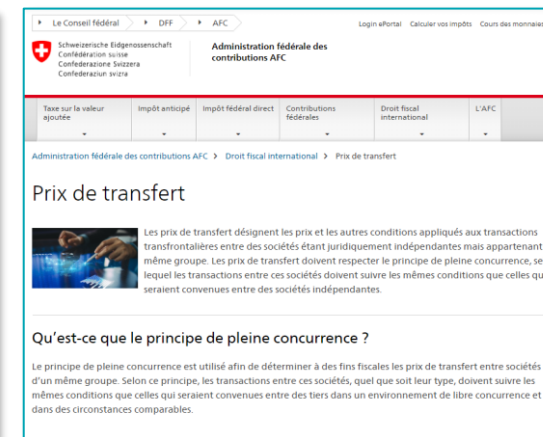 Le Conseil fédéral DFF AFC Login ePortal Calculer vos impôts Cours des monnaies
Schweizerische Eidgenossenschaft
Confédération suisse
Confederazione Svizzera
Confederaziun svizra
Administration fédérale des
contributions AFC
Taxe sur la valeur
ajoutée
Impôt anticipé
Impôt fédéral direct
Contributions
fédérales
Droit fiscal
international
L'AFC
Administration fédérale des contributions AFC > Droit fiscal international > Prix de transfert
Prix de transfert
Les prix de transfert désignent les prix et les autres conditions appliqués aux transactions
transfrontalières entre des sociétés étant juridiquement indépendantes mais appartenant
même groupe. Les prix de transfert doivent respecter le principe de pleine concurrence, se
lequel les transactions entre ces sociétés doivent suivre les mêmes conditions que celles qu
seraient convenues entre des sociétés indépendantes.
Qu'est-ce que le principe de pleine concurrence ?
Le principe de pleine concurrence est utilisé afin de déterminer à des fins fiscales les prix de transfert entre sociétés
d'un même groupe. Selon ce principe, les transactions entre ces sociétés, quel que soit leur type, doivent suivre les
mêmes conditions que celles qui seraient convenues entre des tiers dans un environnement de libre concurrence et
dans des circonstances comparables.